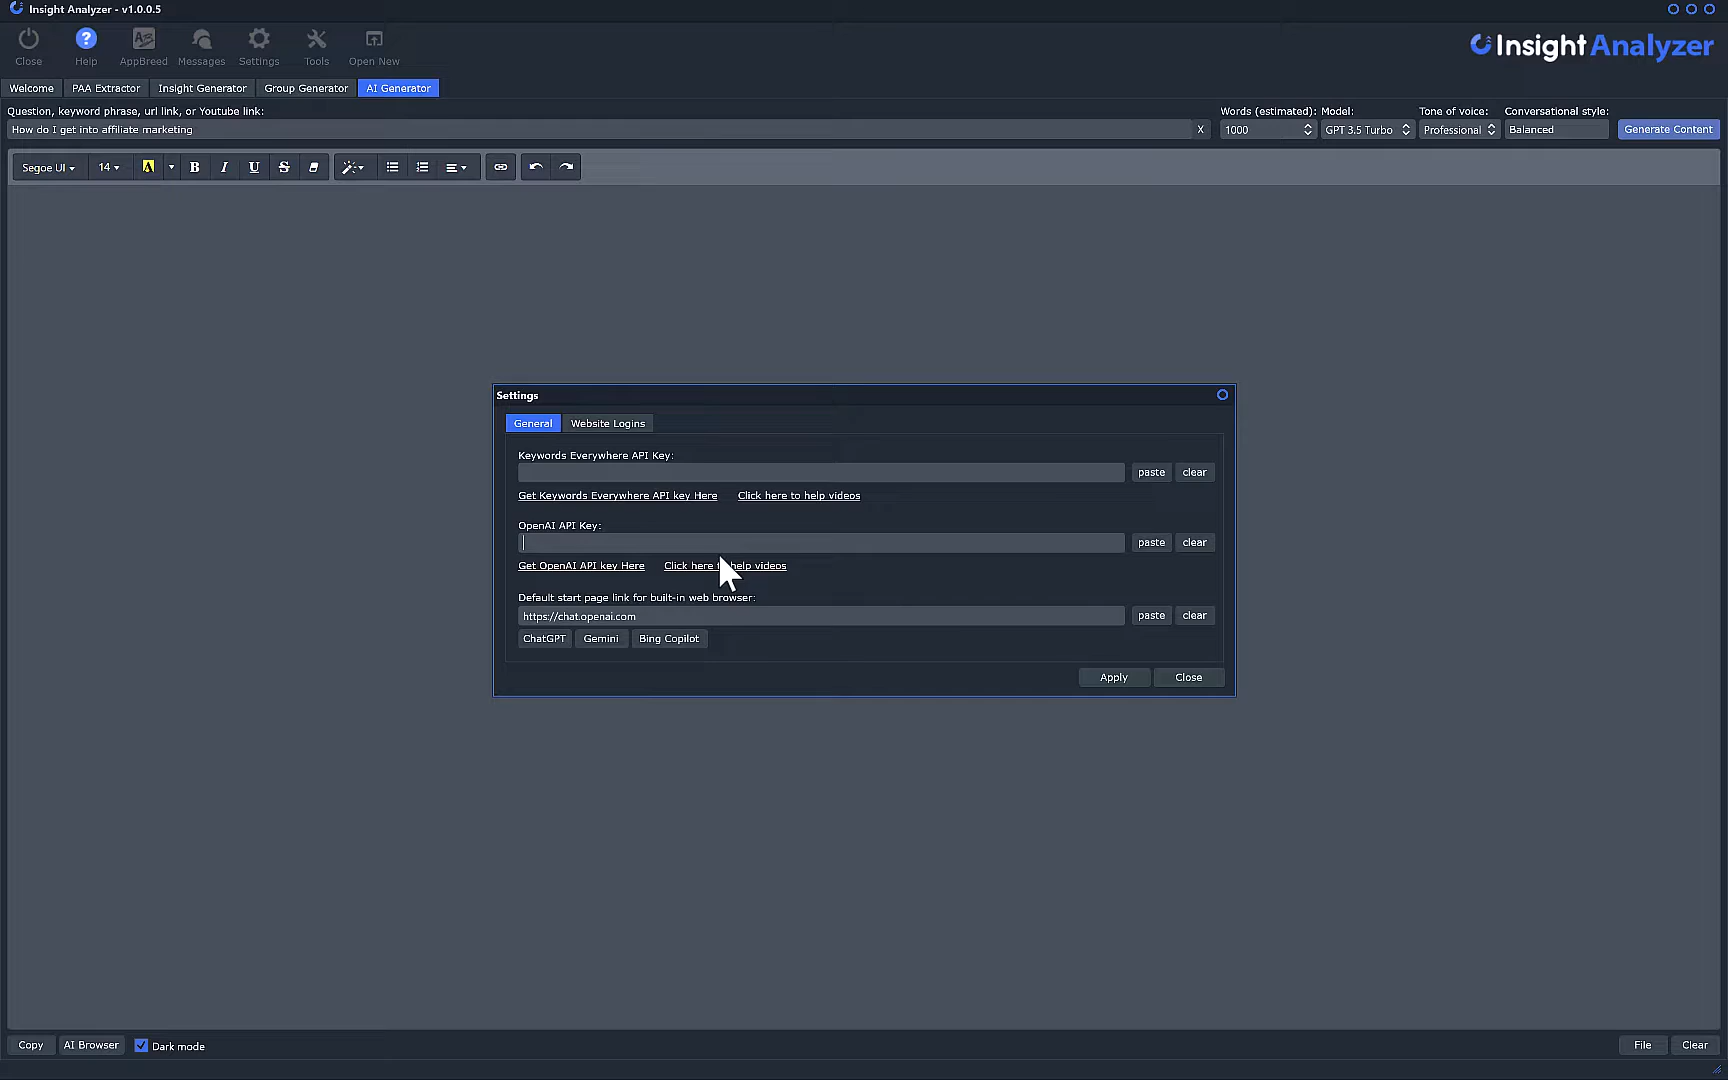 Insight Analyzer - v1.0.0.5
Close Help AppBreed Messages Settings Tools Open New
Insight Analyzer
Welcome PAA Extractor Insight Generator Group Generator AI Generator
Question, keyword phrase, url link, or Youtube link: Words (estimated): Model: Tone of voice: Conversational style:
How do I get into affiliate marketing X 1000 GPT 3.5 Turbo Professional Balanced Generate Content
Segoe UI 14 A B I U S
Settings
General Website Logins
Keywords Everywhere API Key:
paste clear
Get Keywords Everywhere API key Here Click here to help videos
OpenAI API Key:
paste clear
Get OpenAI API key Here Click here help videos
Default start page link for built-in web browser:
https://chat.openai.com paste clear
ChatGPT Gemini Bing Copilot
Apply Close
Copy AI Browser Dark mode File Clear